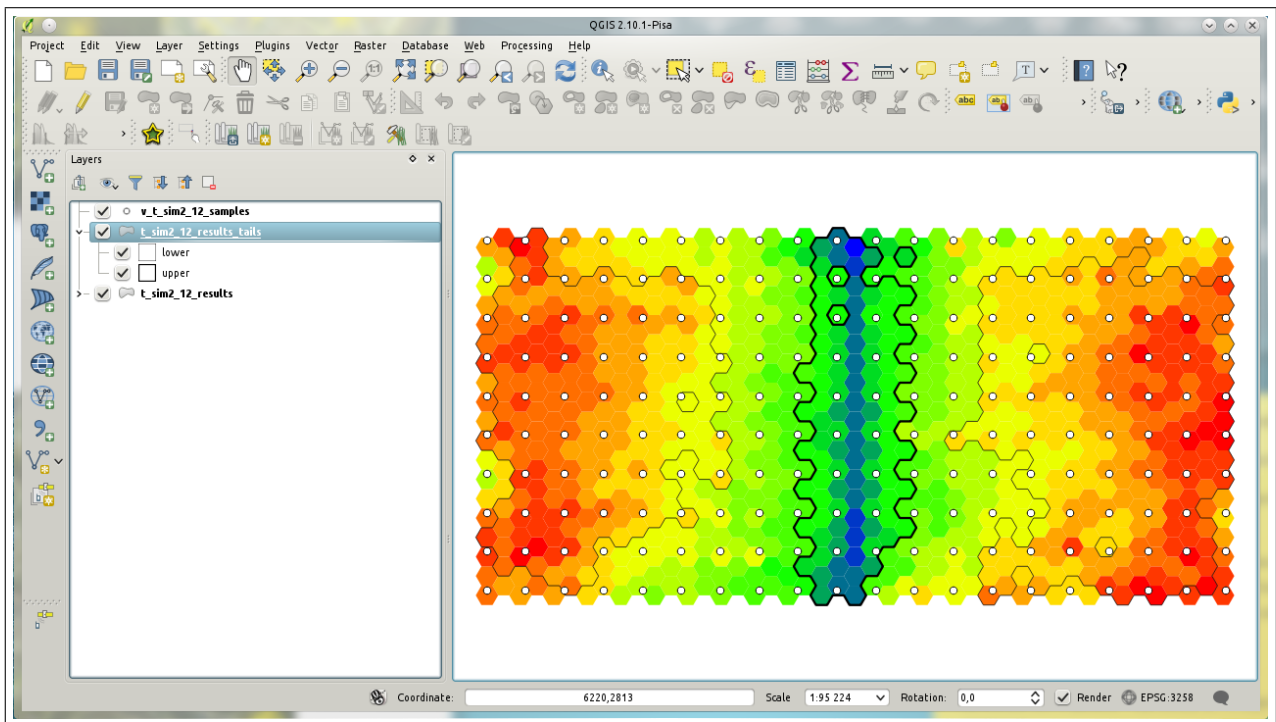 QGIS 2.10.1-Pisa
Project Edit View Layer Settings Plugins Vector Raster Database Web Processing Help
Layers
v_t_sim2_12_samples
t_sim2_12_results_tails
lower
upper
t_sim2_12_results
Coordinate: 6220,2813 Scale 1:95 224 Rotation: 0,0 Render EPSG:3258